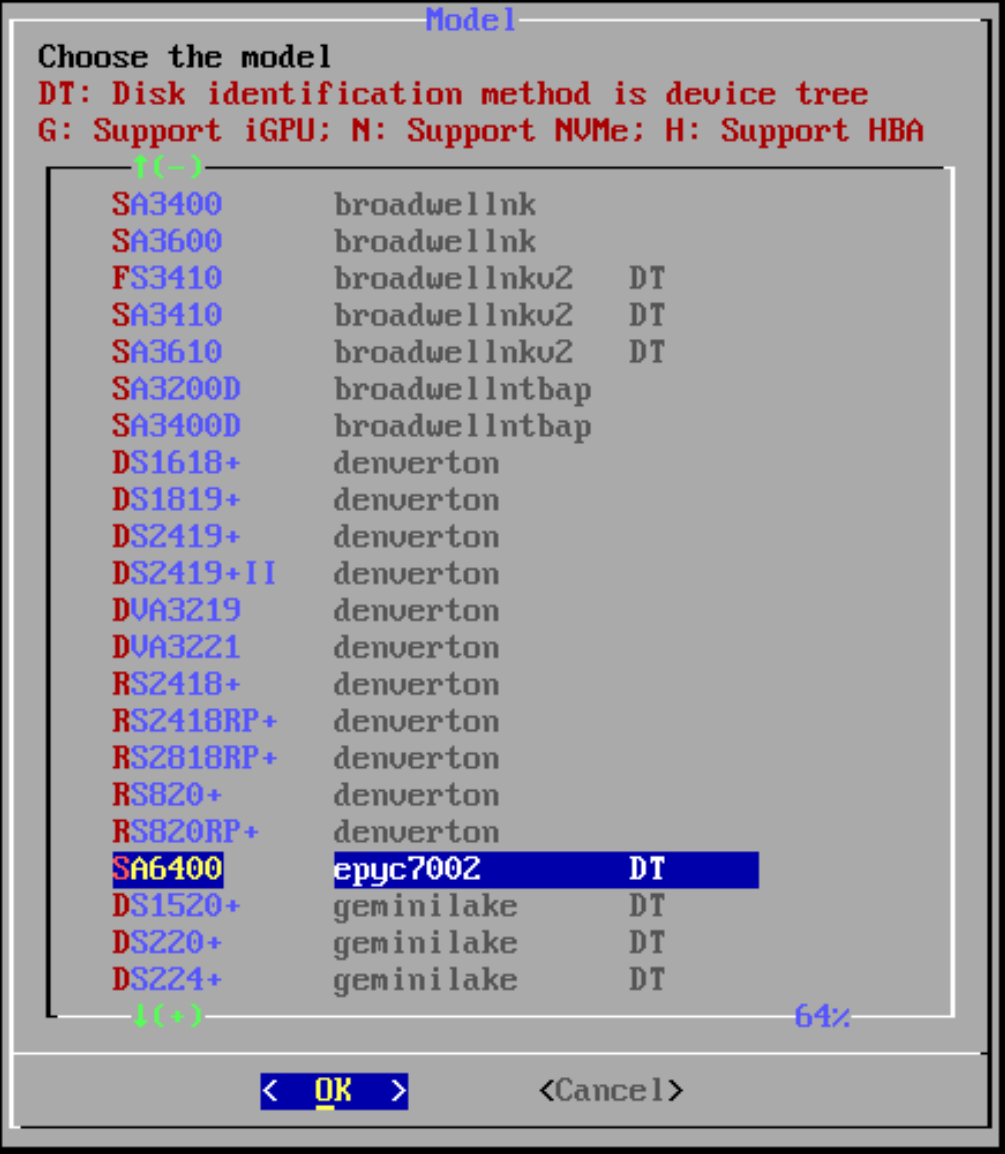 Model
Choose the model
DT: Disk identification method is device tree
G: Support iGPU; N: Support NVMe; H: Support HBA
↑(-)
SA3400 broadwellnk
SA3600 broadwellnk
FS3410 broadwellnkv2 DT
SA3410 broadwellnkv2 DT
SA3610 broadwellnkv2 DT
SA3200D broadwellntbap
SA3400D broadwellntbap
DS1618+ denverton
DS1819+ denverton
DS2419+ denverton
DS2419+II denverton
DVA3219 denverton
DVA3221 denverton
RS2418+ denverton
RS2418RP+ denverton
RS2818RP+ denverton
RS820+ denverton
RS820RP+ denverton
SA6400 epyc7002 DT
DS1520+ geminilake DT
DS220+ geminilake DT
DS224+ geminilake DT
↓(+) 64%
< OK > <Cancel>